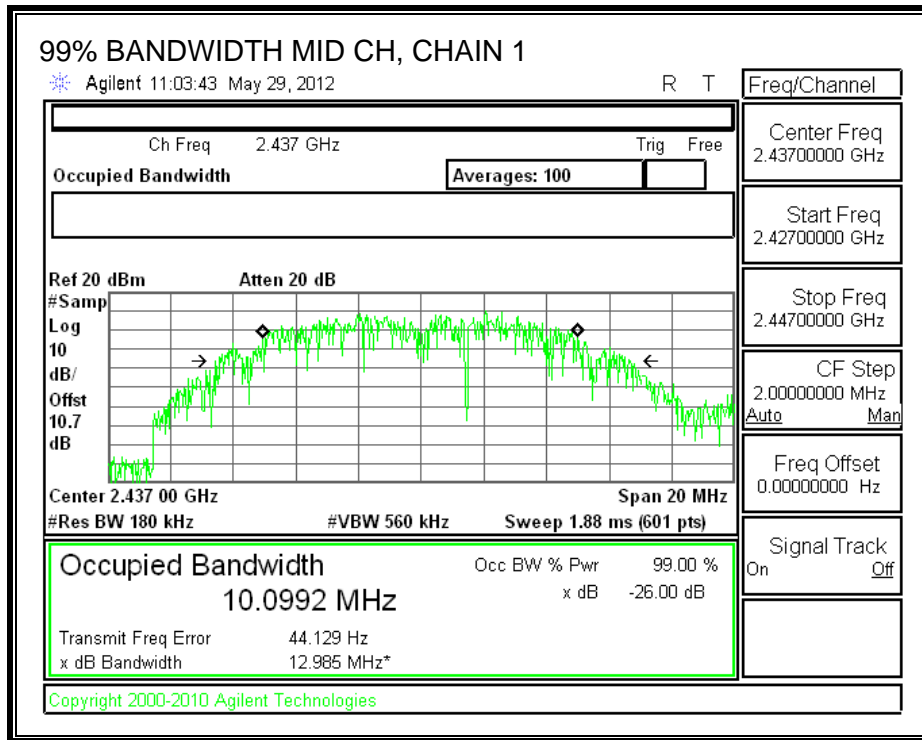 99% BANDWIDTH MID CH, CHAIN 1
Agilent 11:03:43 May 29, 2012 R T
Freq/Channel
Ch Freq 2.437 GHz Trig Free
Occupied Bandwidth Averages: 100
Center Freq
2.43700000 GHz
Start Freq
2.42700000 GHz
Stop Freq
2.44700000 GHz
CF Step
2.00000000 MHz
Auto Man
Freq Offset
0.00000000 Hz
Signal Track
On Off
Ref 20 dBm Atten 20 dB
#Samp
Log
10
dB/
Offst
10.7
dB
Center 2.437 00 GHz Span 20 MHz
#Res BW 180 kHz #VBW 560 kHz Sweep 1.88 ms (601 pts)
Occupied Bandwidth Occ BW % Pwr 99.00 %
10.0992 MHz x dB -26.00 dB
Transmit Freq Error 44.129 Hz
x dB Bandwidth 12.985 MHz*
Copyright 2000-2010 Agilent Technologies